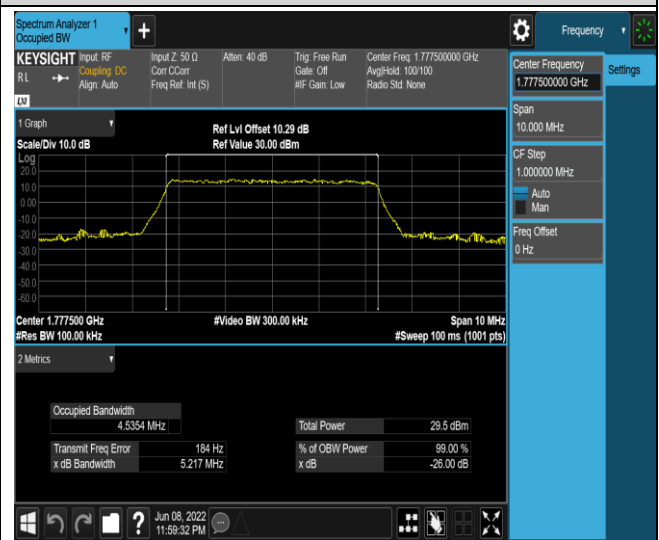 Spectrum Analyzer 1
Occupied BW
+
Frequency
KEYSIGHT
RL
LXI
Input: RF
Coupling: DC
Align: Auto
Input Z: 50 Ω
Corr CCorr
Freq Ref: Int (S)
Atten: 40 dB
Trig: Free Run
Gate: Off
#IF Gain: Low
Center Freq: 1.777500000 GHz
Avg|Hold: 100/100
Radio Std: None
Center Frequency
1.777500000 GHz
Settings
Span
10.000 MHz
CF Step
1.000000 MHz
Auto
Man
Freq Offset
0 Hz
1 Graph
Scale/Div 10.0 dB
Ref Lvl Offset 10.29 dB
Ref Value 30.00 dBm
Log
20.0
10.0
0.00
-10.0
-20.0
-30.0
-40.0
-50.0
-60.0
Center 1.777500 GHz
#Video BW 300.00 kHz
Span 10 MHz
#Res BW 100.00 kHz
#Sweep 100 ms (1001 pts)
2 Metrics
Occupied Bandwidth
4.5354 MHz
Transmit Freq Error 184 Hz
x dB Bandwidth 5.217 MHz
Total Power 29.5 dBm
% of OBW Power 99.00 %
x dB -26.00 dB
?
Jun 08, 2022
11:59:32 PM